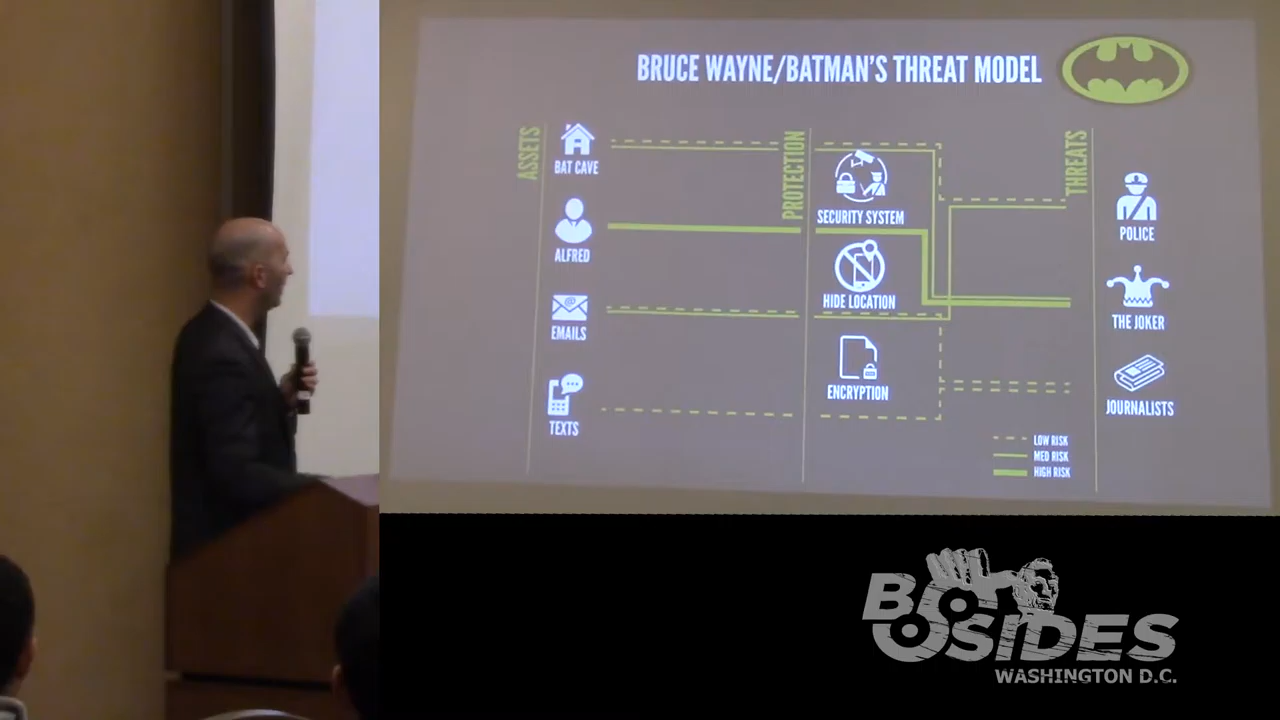 BRUCE WAYNE/BATMAN'S THREAT MODEL
ASSETS
BAT CAVE
ALFRED
@
EMAILS
TEXTS
PROTECTION
SECURITY SYSTEM
HIDE LOCATION
ENCRYPTION
THREATS
POLICE
THE JOKER
JOURNALISTS
LOW RISK
MED RISK
HIGH RISK
BSIDES
WASHINGTON D.C.